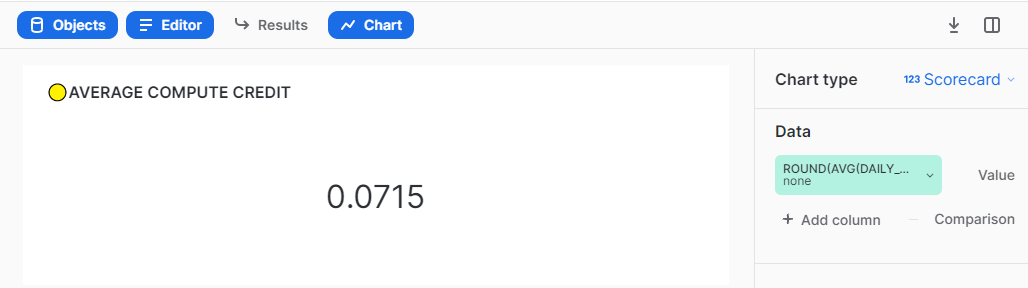 Objects Editor Results Chart
AVERAGE COMPUTE CREDIT
0.0715
Chart type 123 Scorecard
Data
ROUND(AVG(DAILY_...
none
Value
+ Add column — Comparison